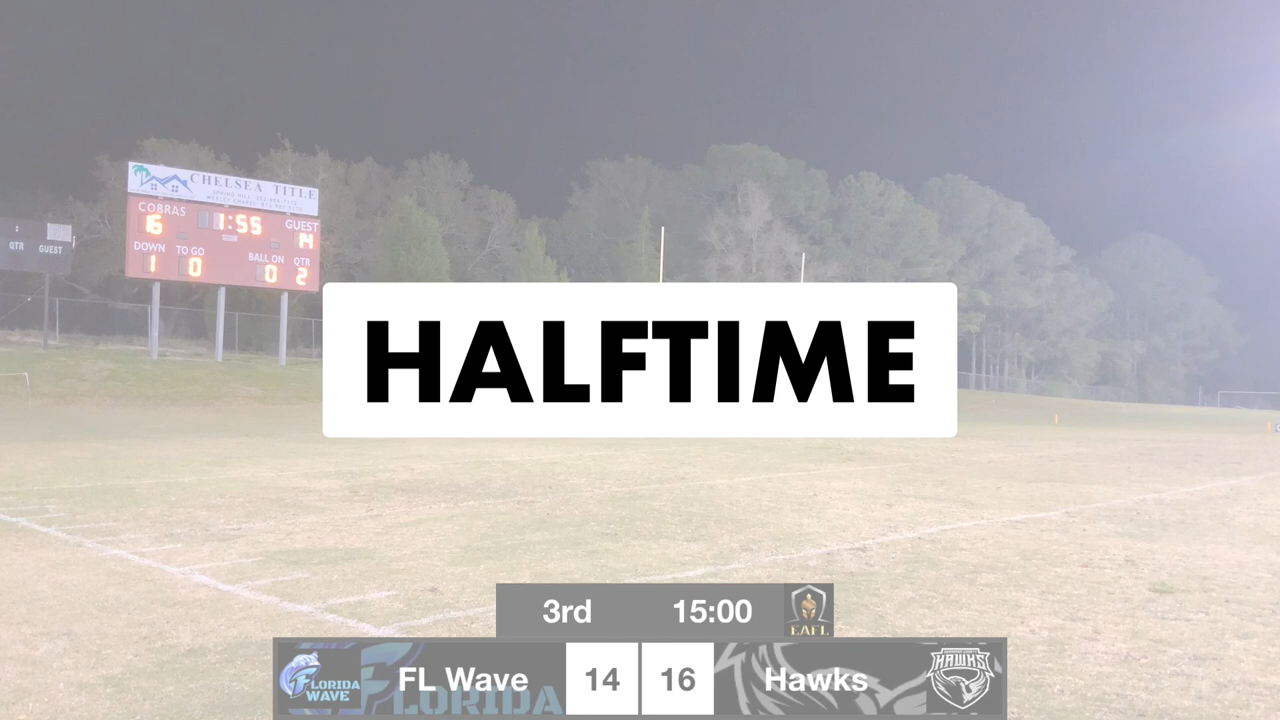 CHELSEA TITLE
COBRAS
1:55
GUEST
14
DOWN
TO GO
BALL ON
QTR
1
0
0
2
QTR
GUEST
HALFTIME
3rd
15:00
EAFL
FLORIDA
WAVE
FL Wave
14
16
Hawks
HAWKS
FLORIDA